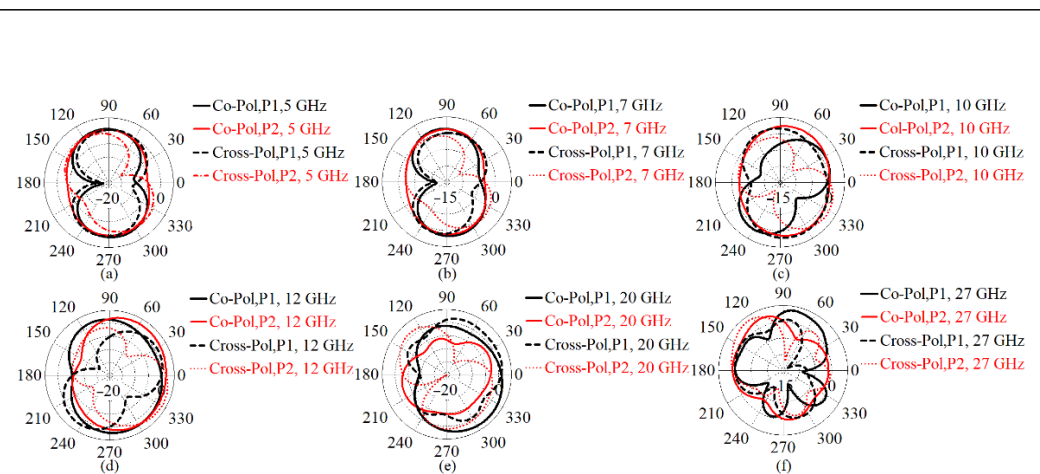 90
120 60
150 30
180 0
−20 0
210 330
240 300
270
(a)
Co-Pol,P1,5 GHz
Co-Pol,P2, 5 GHz
Cross-Pol,P1,5 GHz
Cross-Pol,P2, 5 GHz
90
120 60
150 30
180 0
−15 0
210 330
240 300
270
(b)
Co-Pol,P1,7 GHz
Co-Pol,P2, 7 GHz
Cross-Pol,P1, 7 GHz
Cross-Pol,P2, 7 GHz
90
120 60
150 30
180 0
−15 0
210 330
240 300
270
(c)
Co-Pol,P1, 10 GHz
Col-Pol,P2, 10 GHz
Cross-Pol,P1, 10 GHz
Cross-Pol,P2, 10 GHz
90
120 60
150 30
180 0
−20
210 330
240 300
270
(d)
Co-Pol,P1, 12 GHz
Co-Pol,P2, 12 GHz
Cross-Pol,P1, 12 GHz
Cross-Pol,P2, 12 GHz
90
120 60
150 30
180 0
−20
210 330
240 300
270
(e)
Co-Pol,P1, 20 GHz
Co-Pol,P2, 20 GHz
Cross-Pol,P1, 20 GHz
Cross-Pol,P2, 20 GHz
90
120 60
150 30
180 0
−15 0
210 330
240 300
270
(f)
Co-Pol,P1, 27 GHz
Co-Pol,P2, 27 GHz
Cross-Pol,P1, 27 GHz
Cross-Pol,P2, 27 GHz